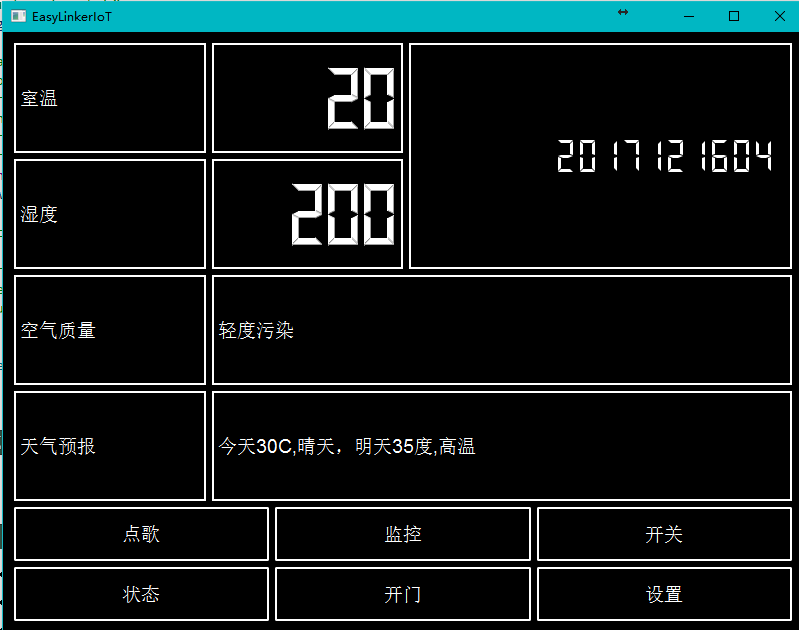 EasyLinkerIoT
室温
20
2017121604
湿度
200
空气质量
轻度污染
天气预报
今天30C,晴天，明天35度,高温
点歌
监控
开关
状态
开门
设置